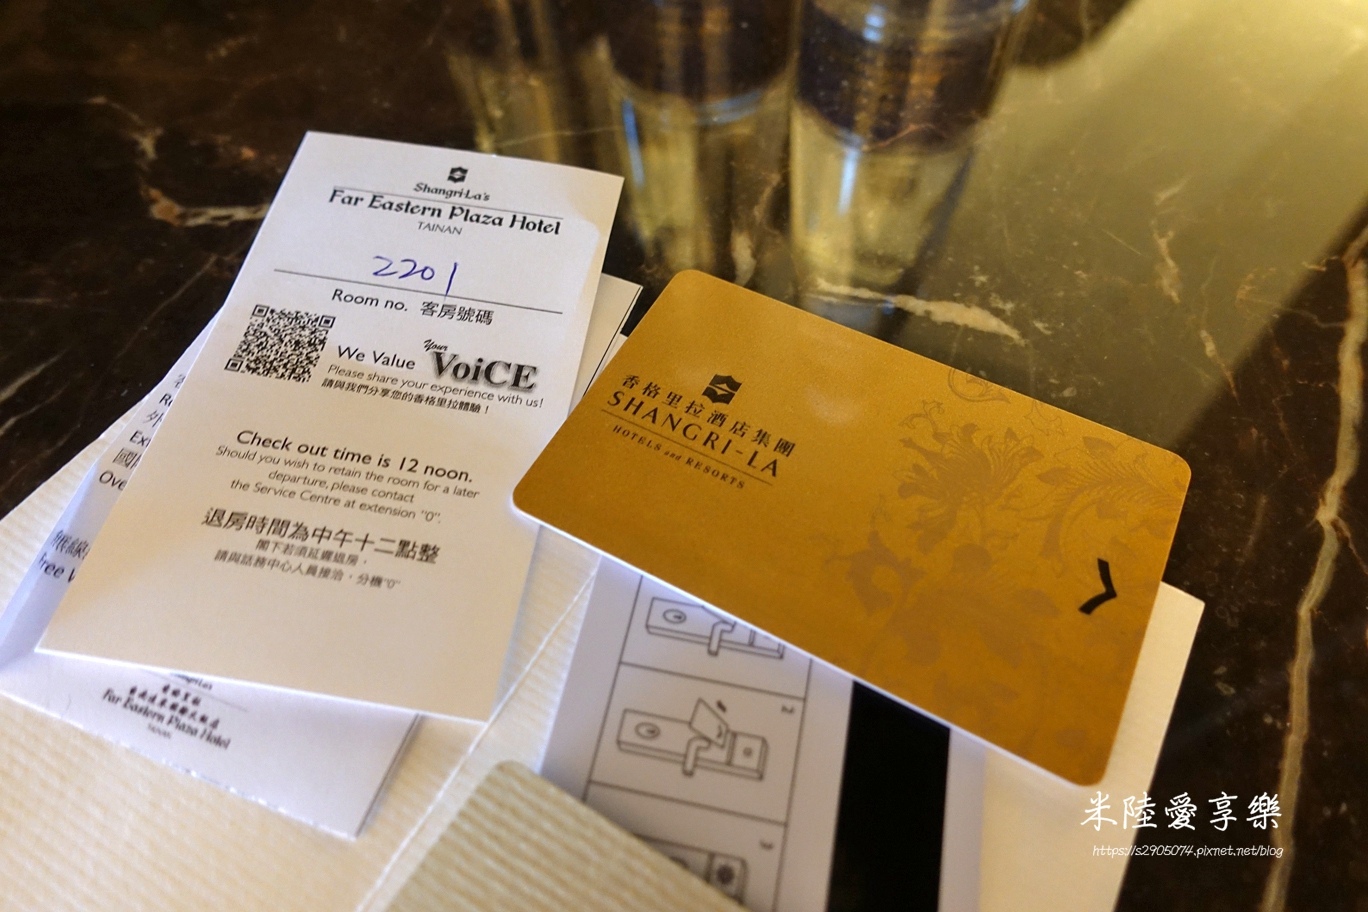 Shangri-La's
Far Eastern Plaza Hotel
TAINAN
2201
Room no. 客房號碼
We Value Your VoiCE
Please share your experience with us!
請與我們分享您的香格里拉體驗！
Check out time is 12 noon.
Should you wish to retain the room for a later
departure, please contact
the Service Centre at extension "0".
退房時間為中午十二點整
閣下若須延遲退房，
請與話務中心人員接洽，分機"0"
香格里拉酒店集團
SHANGRI-LA
HOTELS and RESORTS
Far Eastern Plaza Hotel
2
3
米陸愛享樂
https://s2905074.pixnet.net/blog